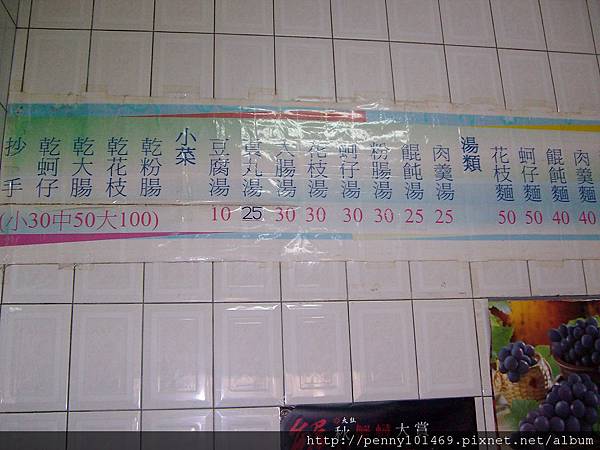 肉羹
40
餛飩麵
40
蚵仔麵
50
花枝麵
50
湯類
肉羹湯
25
餛飩湯
25
粉腸湯
30
蚵仔湯
30
花枝湯
30
大腸湯
30
貢丸湯
25
豆腐湯
10
小菜
乾粉腸
乾花枝
乾大腸
乾蚵仔
抄手
(小30中50大100)
大獎
http://penny101469.pixnet.net/album